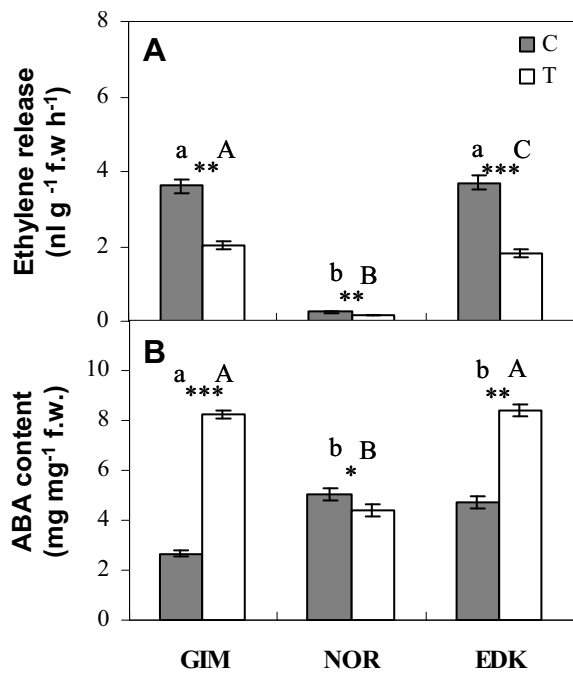 8
A
C
T
6
4
2
0
Ethylene release
(nl g -1 f.w h-1)
a A
**
b B
**
a C
***
B
10
8
6
4
2
0
ABA content
(mg mg-1 f.w.)
a A
***
b B
*
b A
**
GIM NOR EDK